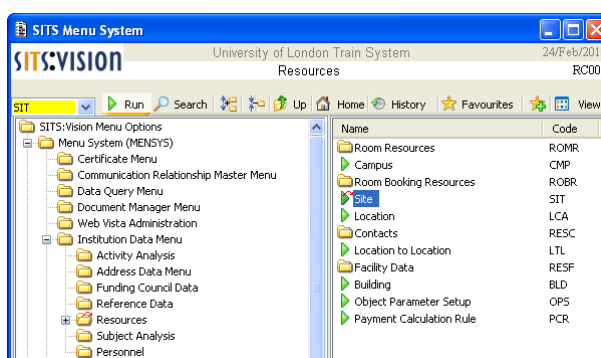 SITS Menu System
SITS:VISION University of London Train System 24/Feb/201
Resources RC00
SIT Run Search Up Home History Favourites View
SITS:Vision Menu Options
Menu System (MENSYS)
Certificate Menu
Communication Relationship Master Menu
Data Query Menu
Document Manager Menu
Web Vista Administration
Institution Data Menu
Activity Analysis
Address Data Menu
Funding Council Data
Reference Data
Resources
Subject Analysis
Personnel
Name Code
Room Resources ROMR
Campus CMP
Room Booking Resources ROBR
Site SIT
Location LCA
Contacts RESC
Location to Location LTL
Facility Data RESF
Building BLD
Object Parameter Setup OPS
Payment Calculation Rule PCR